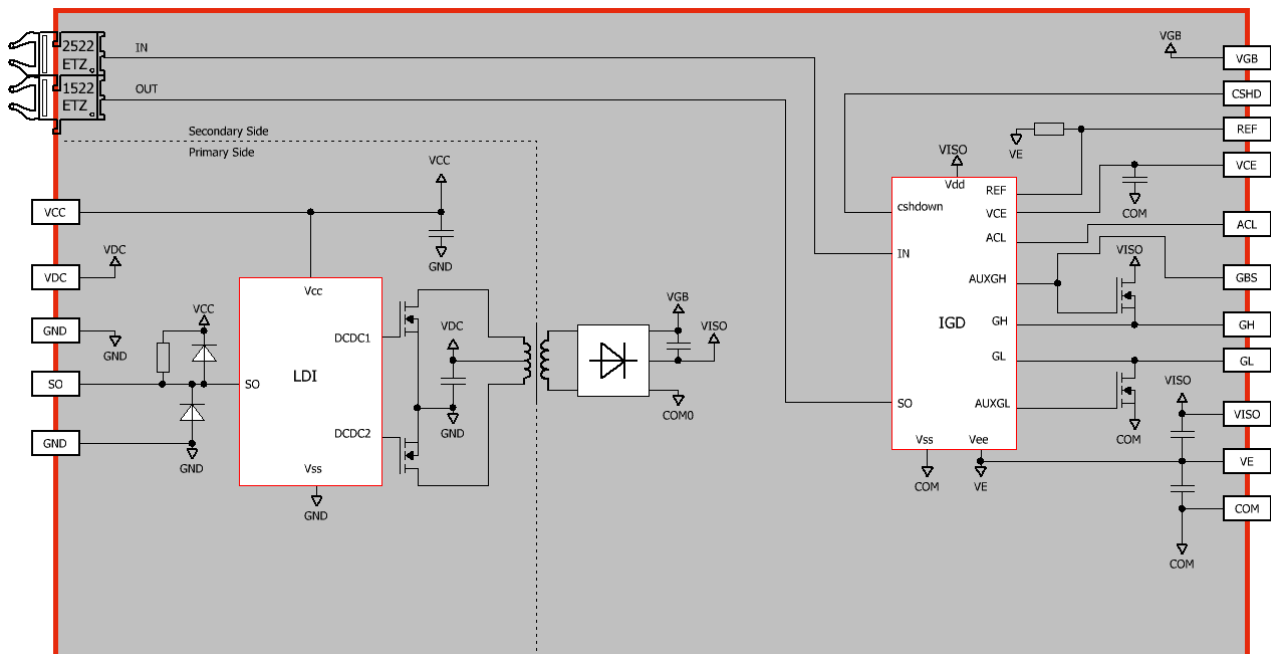 2522
ETZ
IN
1522
ETZ
OUT
Secondary Side
Primary Side
VCC
VCC
GND
VDC
VDC
GND
GND
VCC
SO
GND
GND
Vcc
DCDC1
LDI
SO
DCDC2
Vss
GND
VDC
GND
VGB
VISO
COM0
VISO
Vdd
cshdown
IN
IGD
SO
Vss
Vee
COM
VE
REF
VCE
ACL
AUXGH
GH
GL
AUXGL
VE
COM
VISO
COM
VISO
COM
VGB
VGB
CSHD
REF
VCE
ACL
GBS
GH
GL
VISO
VE
COM